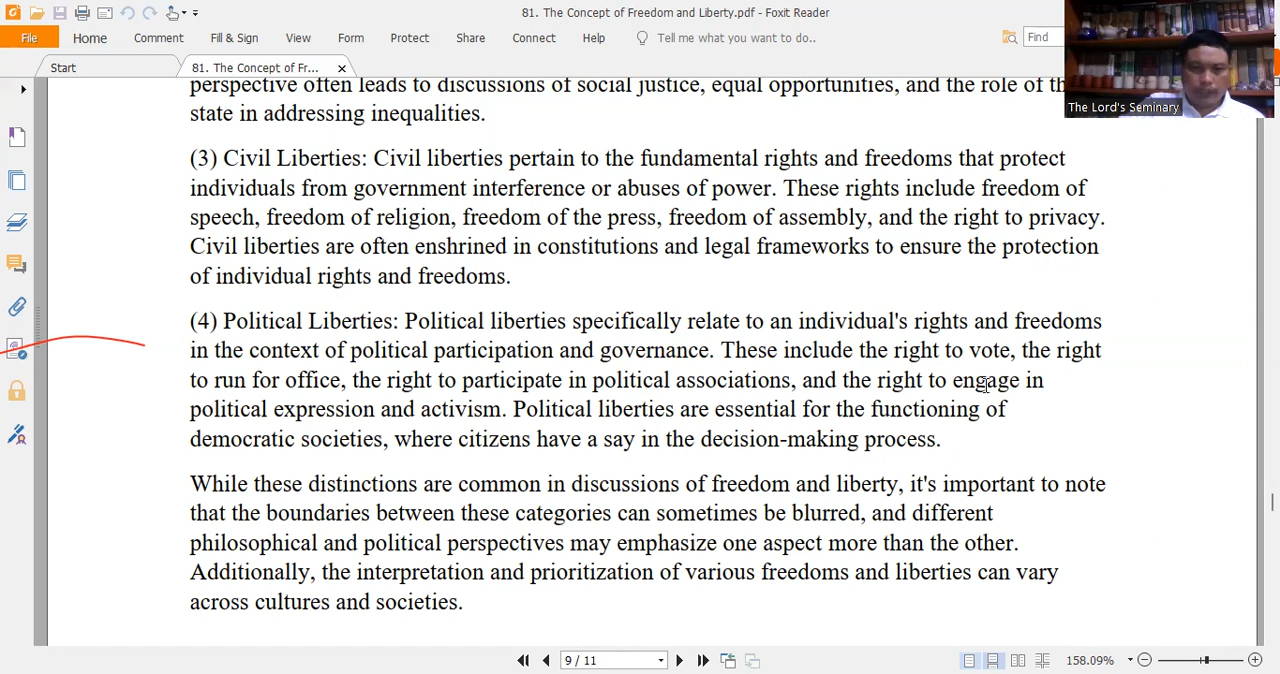 81. The Concept of Freedom and Liberty.pdf - Foxit Reader
File Home Comment Fill & Sign View Form Protect Share Connect Help Tell me what you want to do.. Find
Start 81. The Concept of Fr...
The Lord's Seminary
perspective often leads to discussions of social justice, equal opportunities, and the role of
state in addressing inequalities.
(3) Civil Liberties: Civil liberties pertain to the fundamental rights and freedoms that protect
individuals from government interference or abuses of power. These rights include freedom of
speech, freedom of religion, freedom of the press, freedom of assembly, and the right to privacy.
Civil liberties are often enshrined in constitutions and legal frameworks to ensure the protection
of individual rights and freedoms.
(4) Political Liberties: Political liberties specifically relate to an individual's rights and freedoms
in the context of political participation and governance. These include the right to vote, the right
to run for office, the right to participate in political associations, and the right to engage in
political expression and activism. Political liberties are essential for the functioning of
democratic societies, where citizens have a say in the decision-making process.
While these distinctions are common in discussions of freedom and liberty, it's important to note
that the boundaries between these categories can sometimes be blurred, and different
philosophical and political perspectives may emphasize one aspect more than the other.
Additionally, the interpretation and prioritization of various freedoms and liberties can vary
across cultures and societies.
9 / 11 158.09%